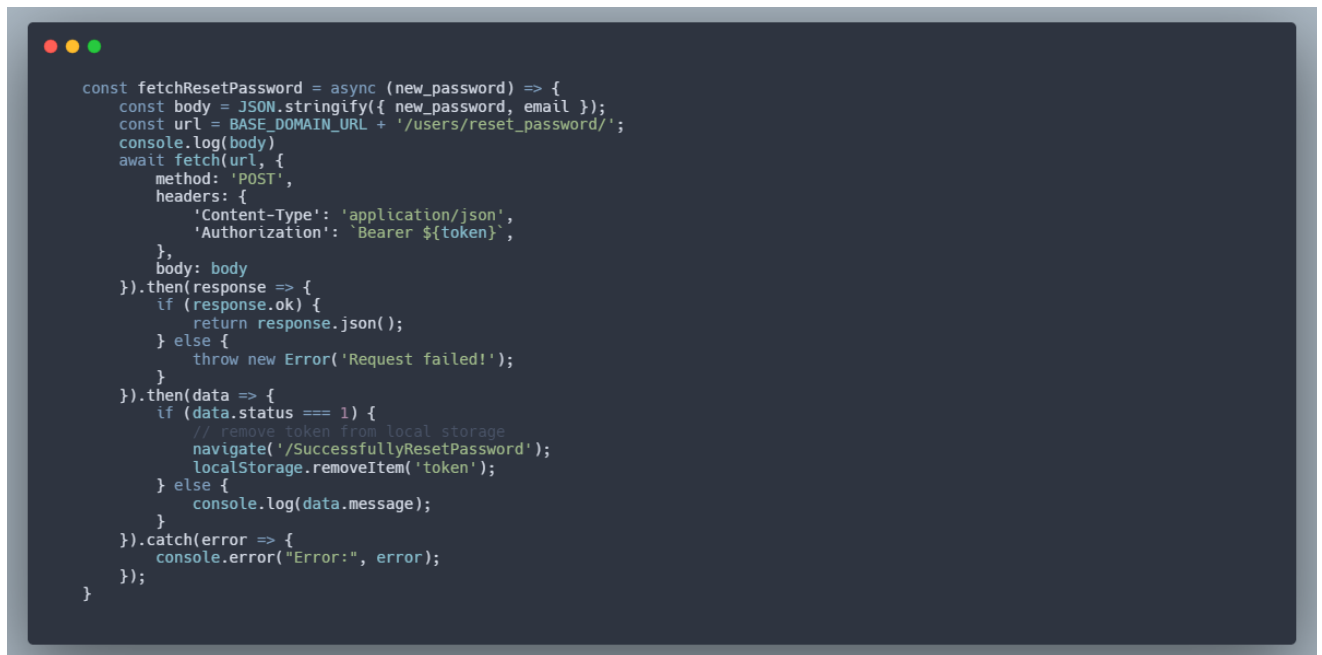 const fetchResetPassword = async (new_password) => {
    const body = JSON.stringify({ new_password, email });
    const url = BASE_DOMAIN_URL + '/users/reset_password/';
    console.log(body)
    await fetch(url, {
        method: 'POST',
        headers: {
            'Content-Type': 'application/json',
            'Authorization': `Bearer ${token}`,
        },
        body: body
    }).then(response => {
        if (response.ok) {
            return response.json();
        } else {
            throw new Error('Request failed!');
        }
    }).then(data => {
        if (data.status === 1) {
            // remove token from local storage
            navigate('/SuccessfullyResetPassword');
            localStorage.removeItem('token');
        } else {
            console.log(data.message);
        }
    }).catch(error => {
        console.error("Error:", error);
    });
}